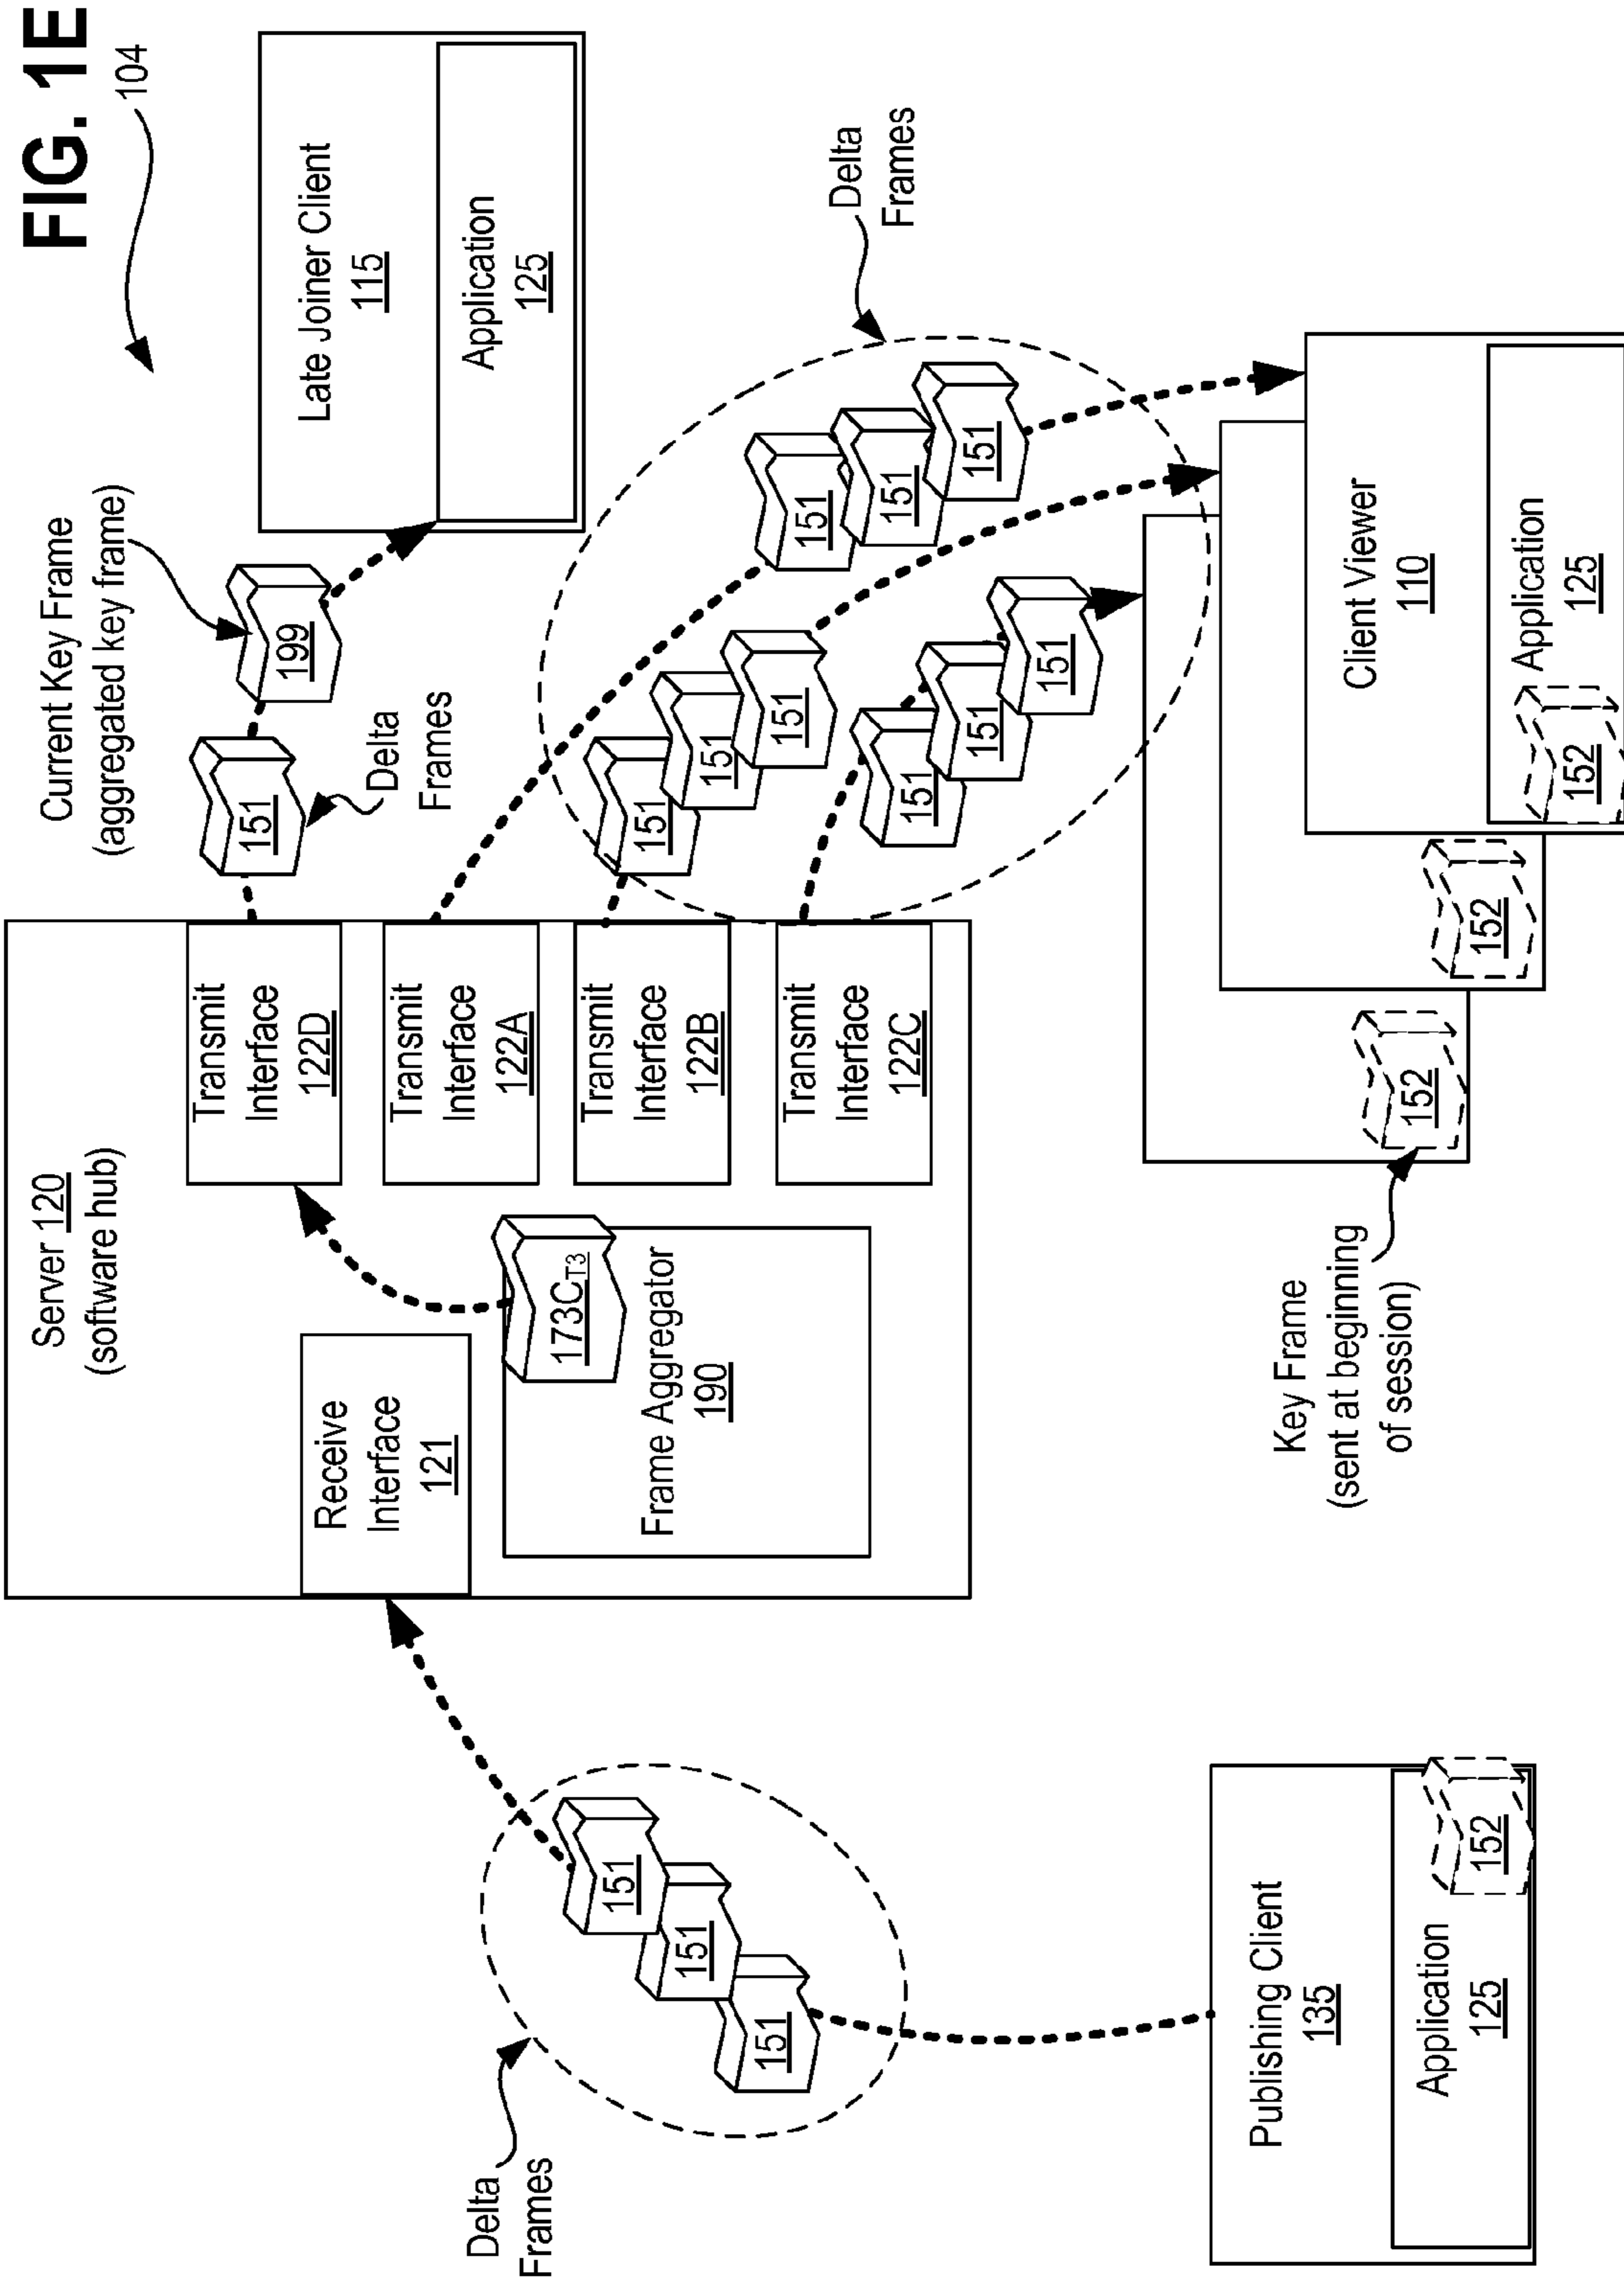 FIG. 1E
104
Server 120
(software hub)
Receive
Interface
121
Frame Aggregator
190
173CT3
Transmit
Interface
122D
Transmit
Interface
122A
Transmit
Interface
122B
Transmit
Interface
122C
Current Key Frame
(aggregated key frame)
151
199
Delta
Frames
Late Joiner Client
115
Application
125
Delta
Frames
151
151
151
151
151
151
151
151
151
Delta
Frames
151
151
151
Publishing Client
135
Application
125
152
Key Frame
(sent at beginning
of session)
152
152
Client Viewer
110
Application
125
152